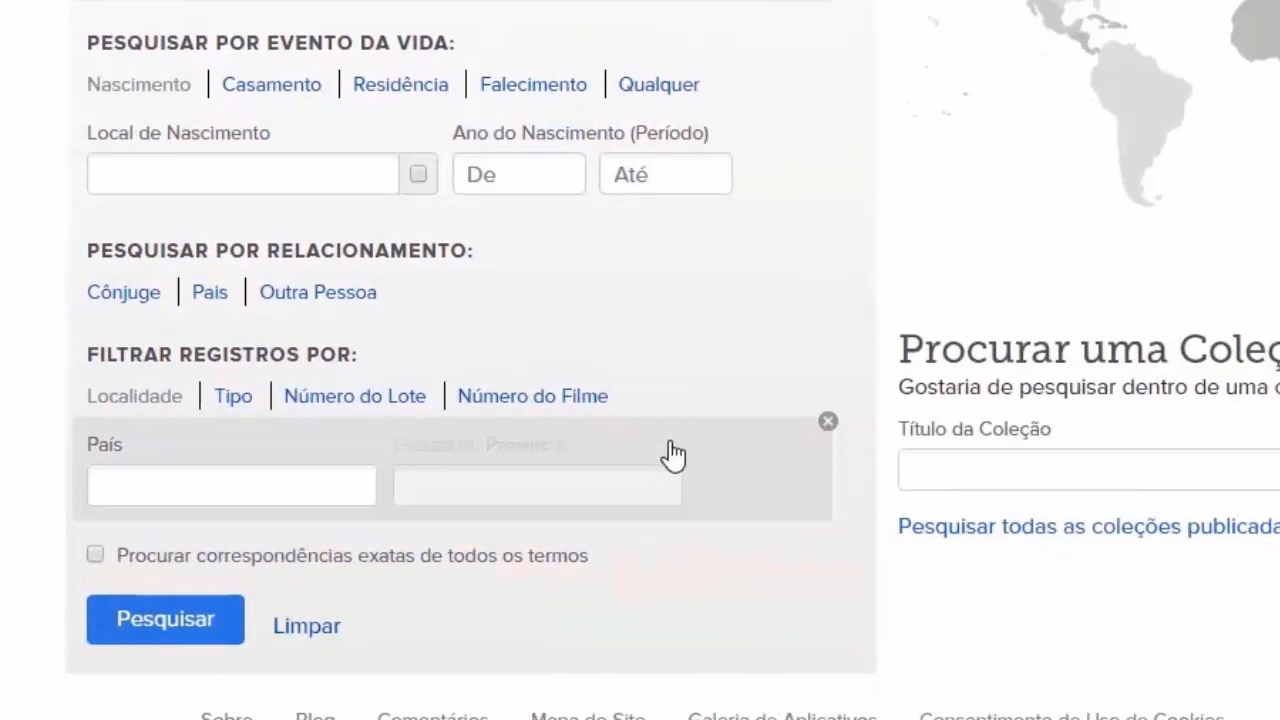 PESQUISAR POR EVENTO DA VIDA:
Nascimento Casamento Residência Falecimento Qualquer
Local de Nascimento Ano do Nascimento (Período)
De Até
PESQUISAR POR RELACIONAMENTO:
Cônjuge Pais Outra Pessoa
FILTRAR REGISTROS POR:
Localidade Tipo Número do Lote Número do Filme
País
Procurar correspondências exatas de todos os termos
Pesquisar Limpar
Procurar uma Coleç
Gostaria de pesquisar dentro de uma
Título da Coleção
Pesquisar todas as coleções publicada
Sobre Blog Comentários Mapa do Site Galeria de Aplicativos Consentimento de Uso de Cookies